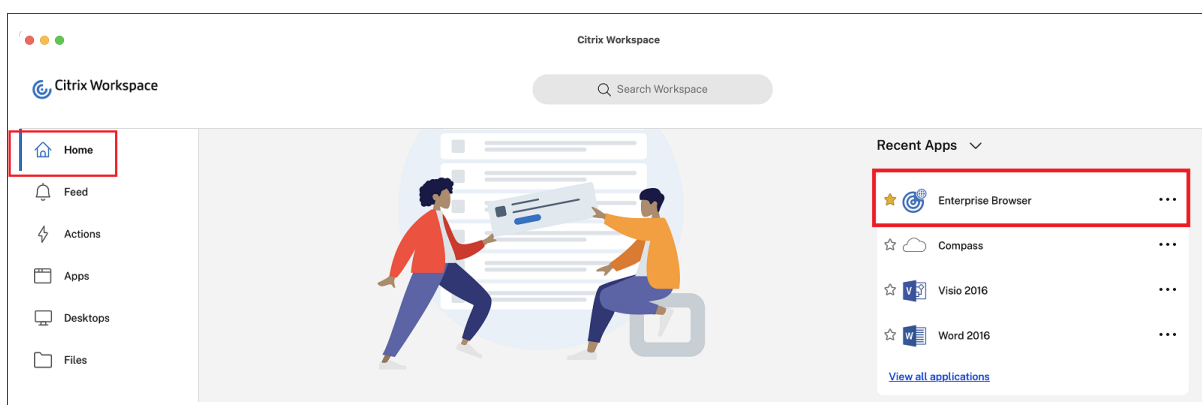 Citrix Workspace
Citrix Workspace
Search Workspace
Home
Feed
Actions
Apps
Desktops
Files
Recent Apps
Enterprise Browser
Compass
Visio 2016
Word 2016
View all applications